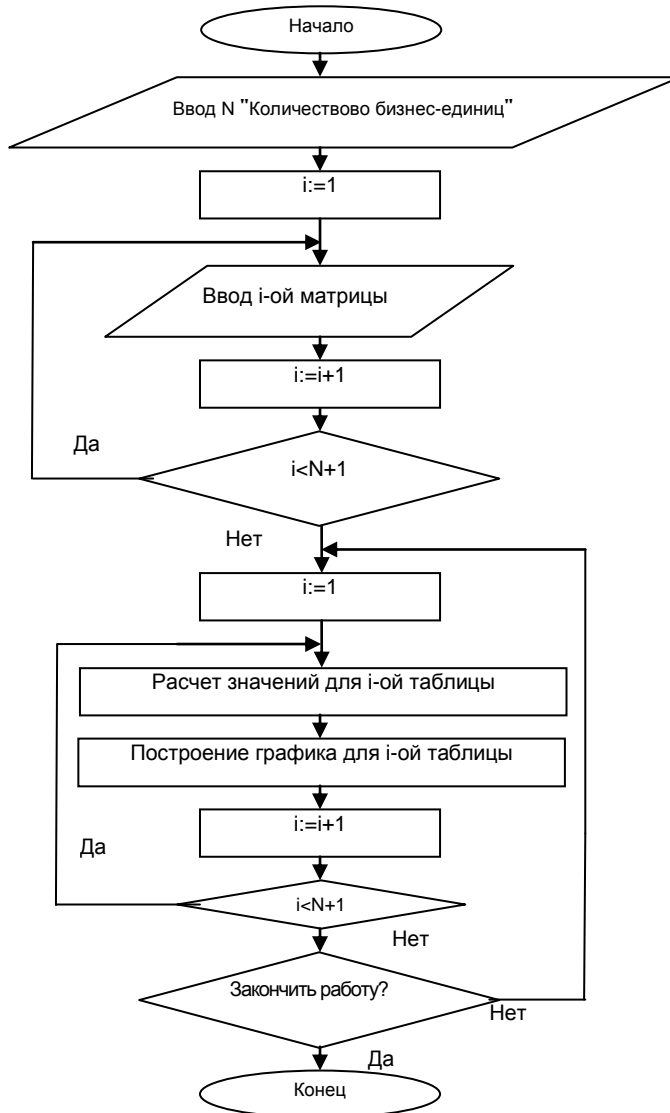 Начало
Ввод N "Количествово бизнес-единиц"
i:=1
Ввод i-ой матрицы
i:=i+1
Да
i<N+1
Нет
i:=1
Расчет значений для i-ой таблицы
Построение графика для i-ой таблицы
i:=i+1
Да
i<N+1
Нет
Закончить работу?
Нет
Да
Конец